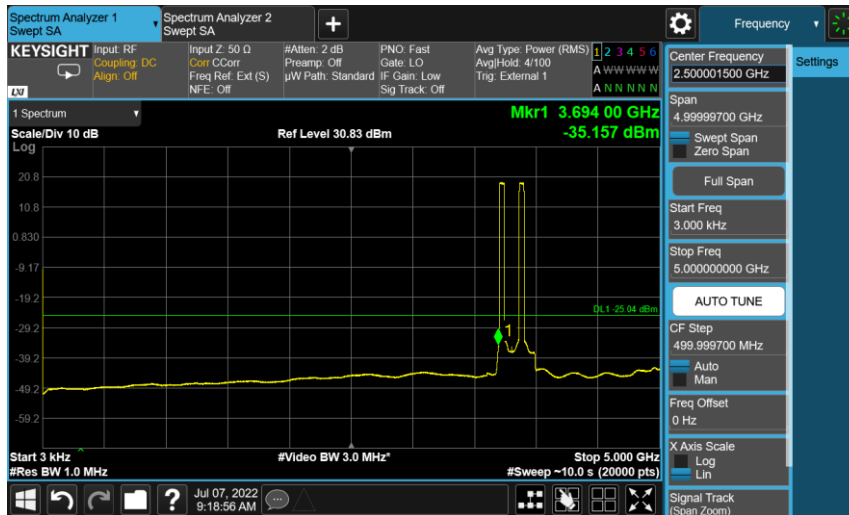 Spectrum Analyzer 1
Swept SA
Spectrum Analyzer 2
Swept SA
+
Frequency
KEYSIGHT
LXI
Input: RF
Coupling: DC
Align: Off
Input Z: 50 Ω
Corr CCorr
Freq Ref: Ext (S)
NFE: Off
#Atten: 2 dB
Preamp: Off
µW Path: Standard
PNO: Fast
Gate: LO
IF Gain: Low
Sig Track: Off
Avg Type: Power (RMS)
Avg|Hold: 4/100
Trig: External 1
1 2 3 4 5 6
A W W W W W
A N N N N N
1 Spectrum
Mkr1 3.694 00 GHz
Scale/Div 10 dB
Ref Level 30.83 dBm
-35.157 dBm
Log
20.8
10.8
0.830
-9.17
-19.2
DL1 -25.04 dBm
-29.2
1
-39.2
-49.2
-59.2
Start 3 kHz
#Video BW 3.0 MHz*
Stop 5.000 GHz
#Res BW 1.0 MHz
#Sweep ~10.0 s (20000 pts)
Center Frequency
2.500001500 GHz
Settings
Span
4.99999700 GHz
Swept Span
Zero Span
Full Span
Start Freq
3.000 kHz
Stop Freq
5.000000000 GHz
AUTO TUNE
CF Step
499.999700 MHz
Auto
Man
Freq Offset
0 Hz
X Axis Scale
Log
Lin
Signal Track
(Span Zoom)
?
Jul 07, 2022
9:18:56 AM